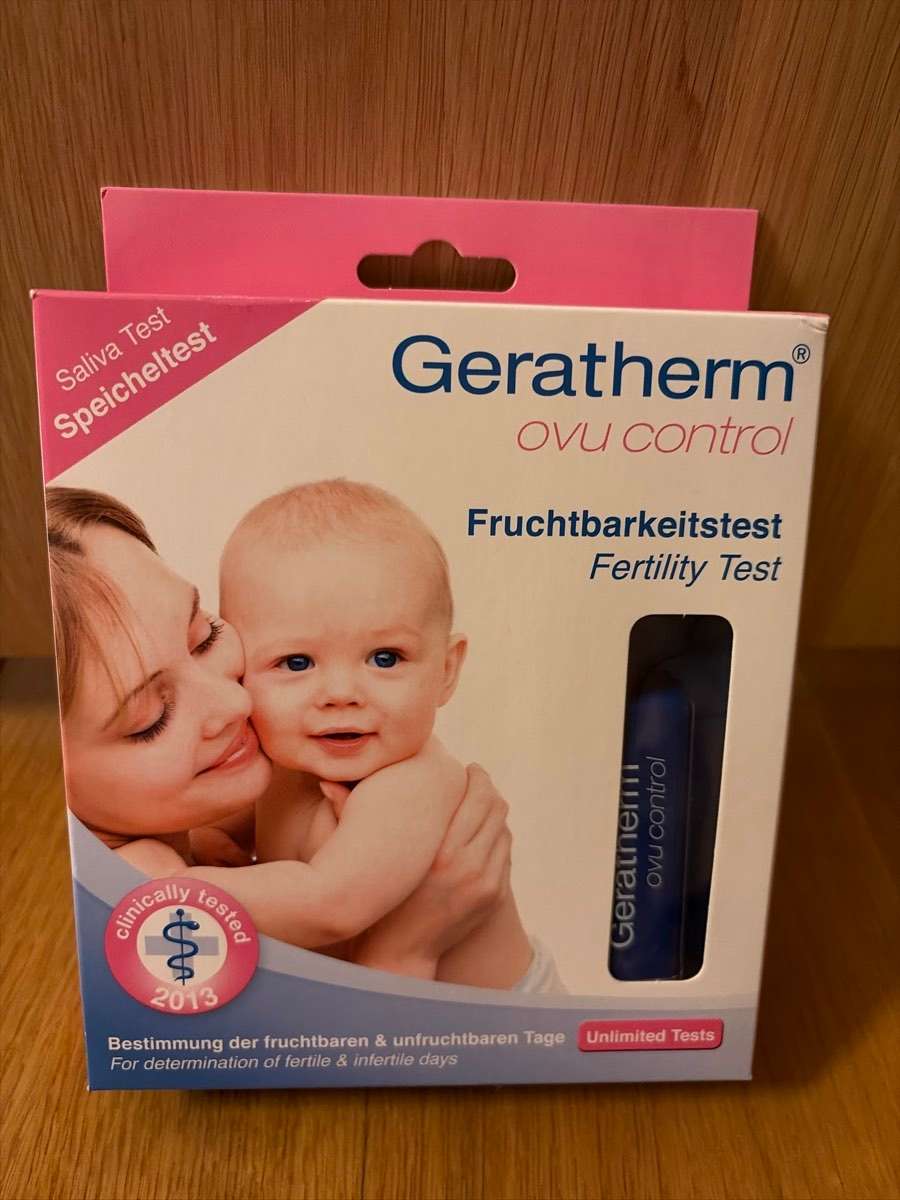 Saliva Test
Speicheltest
Geratherm®
ovu control
Fruchtbarkeitstest
Fertility Test
Geratherm
ovu control
clinically tested
2013
Bestimmung der fruchtbaren & unfruchtbaren Tage
For determination of fertile & infertile days
Unlimited Tests